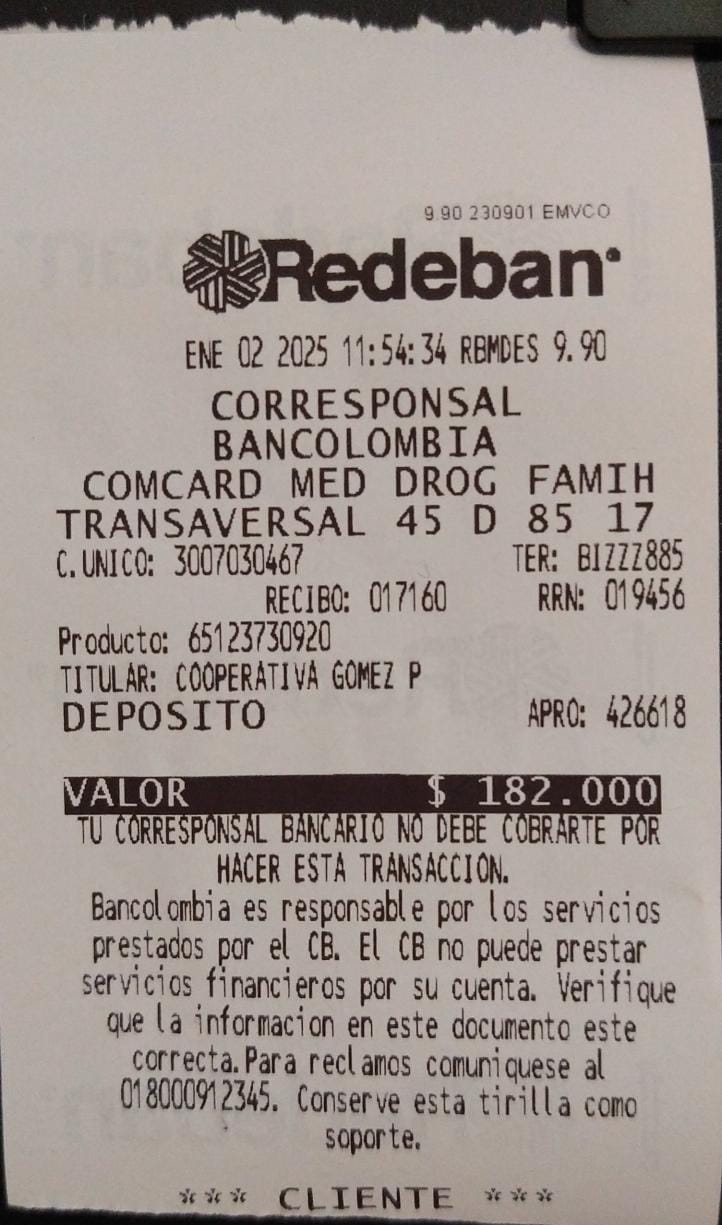 9.90 230901 EMVCO
Redeban
ENE 02 2025 11:54:34 RBMDES 9.90
CORRESPONSAL
BANCOLOMBIA
COMCARD MED DROG FAMIH
TRANSAVERSAL 45 D 85 17
C.UNICO: 3007030467 TER: BIZZZ885
RECIBO: 017160 RRN: 019456
Producto: 65123730920
TITULAR: COOPERATIVA GOMEZ P
DEPOSITO APRO: 426618
VALOR $ 182.000
TU CORRESPONSAL BANCARIO NO DEBE COBRARTE POR
HACER ESTA TRANSACCION.
Bancolombia es responsable por los servicios
prestados por el CB. El CB no puede prestar
servicios financieros por su cuenta. Verifique
que la informacion en este documento este
correcta.Para reclamos comuniquese al
018000912345. Conserve esta tirilla como
soporte.
*** CLIENTE ***